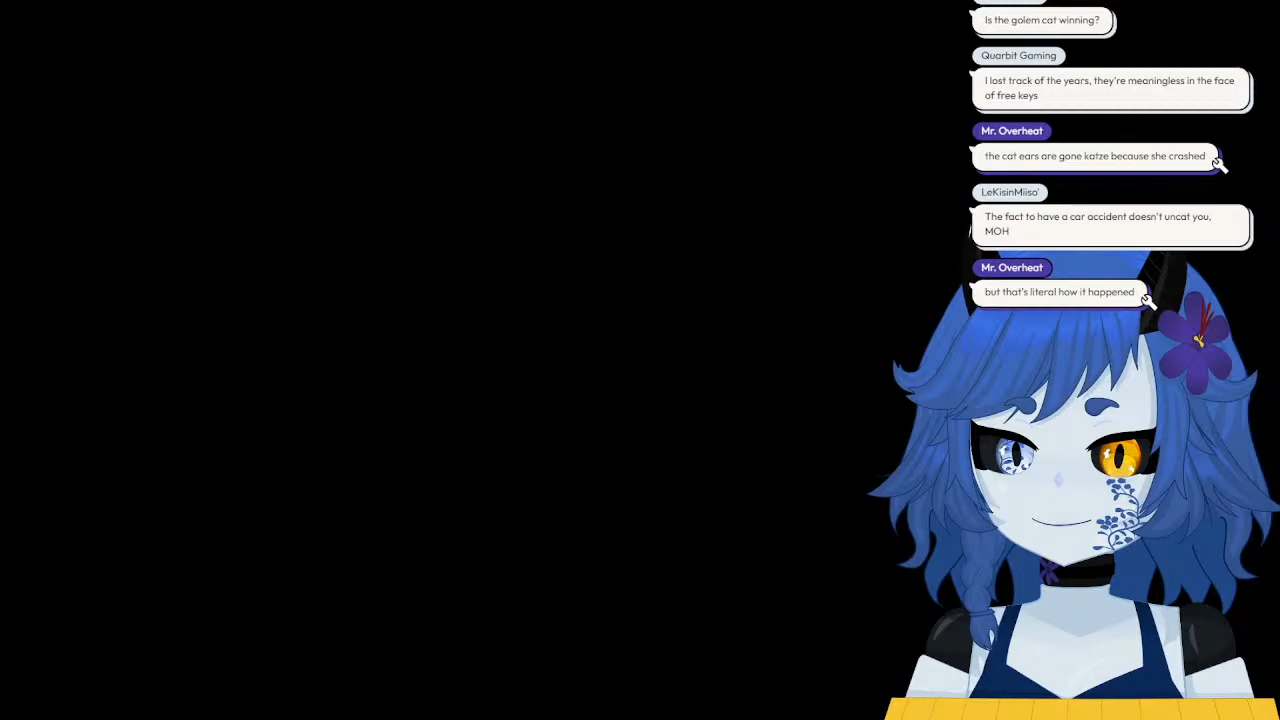 Is the golem cat winning?
Quarbit Gaming
I lost track of the years, they're meaningless in the face
of free keys
Mr. Overheat
the cat ears are gone katze because she crashed
LeKisinMiiso'
The fact to have a car accident doesn't uncat you,
MOH
Mr. Overheat
but that's literal how it happened